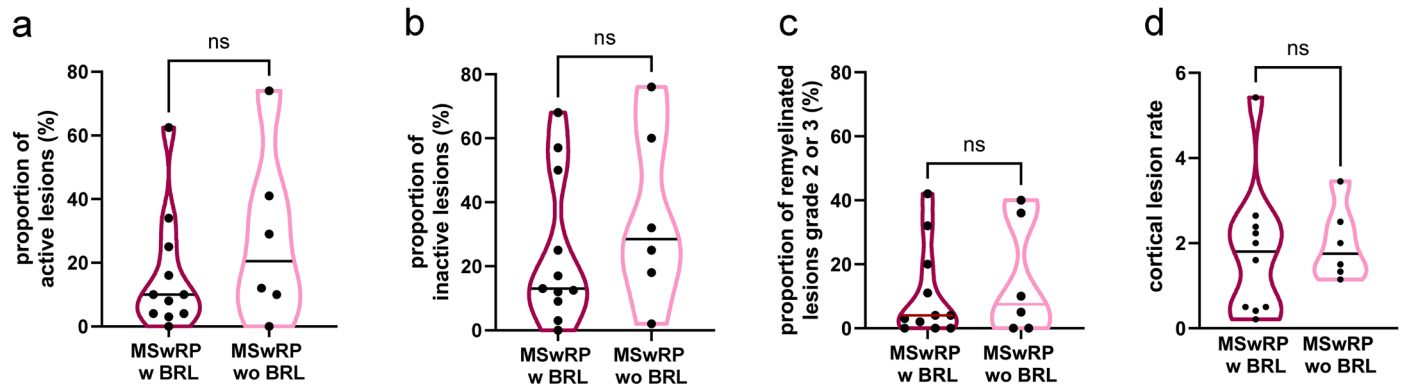 a
ns
proportion of
active lesions (%)
80
60
40
20
0
MSwRP
w BRL
MSwRP
wo BRL
b
ns
proportion of
inactive lesions (%)
80
60
40
20
0
MSwRP
w BRL
MSwRP
wo BRL
c
ns
proportion of remyelinated
lesions grade 2 or 3 (%)
80
60
40
20
0
MSwRP
w BRL
MSwRP
wo BRL
d
ns
cortical lesion rate
6
4
2
0
MSwRP
w BRL
MSwRP
wo BRL